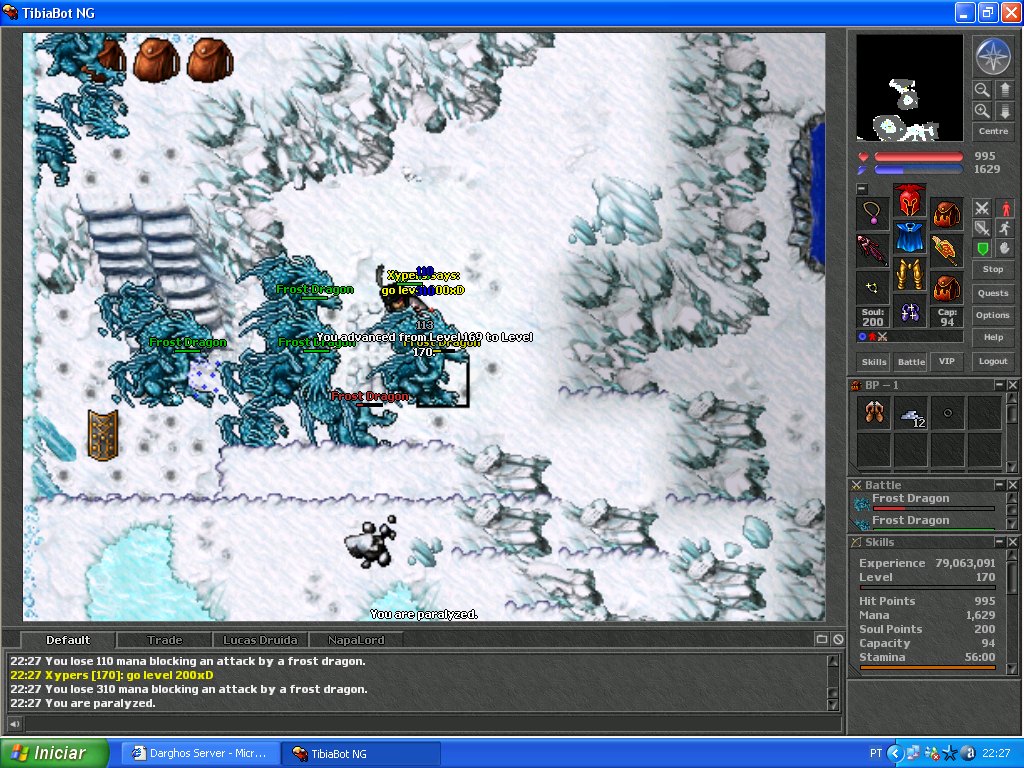 TibiaBot NG
Centre
995
1629
Xypers says:
go lev 00xD
Frost Dragon
113
You advanced from Level 169 to Level
170
Frost Dragon
Frost Dragon
Frost Dragon
Frost Dragon
You are paralyzed.
Stop
Quests
Options
Help
Soul:
200
Cap:
94
Skills
Battle
VIP
Logout
BP - 1
12
Battle
Frost Dragon
Frost Dragon
Skills
Experience 79,063,091
Level 170
Hit Points 995
Mana 1,629
Soul Points 200
Capacity 94
Stamina 56:00
Default
Trade
Lucas Druida
NapaLord
22:27 You lose 110 mana blocking an attack by a frost dragon.
22:27 Xypers [170]: go level 200xD
22:27 You lose 310 mana blocking an attack by a frost dragon.
22:27 You are paralyzed.
Iniciar
Darghos Server - Micr...
TibiaBot NG
PT
22:27